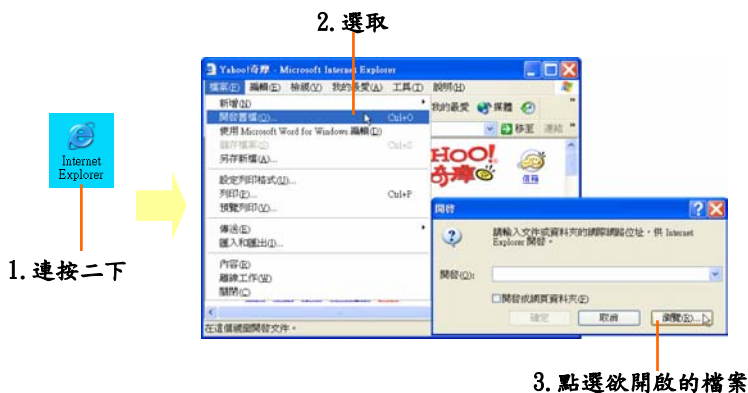 2.選取
Internet
Explorer
1.連按二下
Yahoo!奇摩 - Microsoft Internet Explorer
檔案(F) 編輯(E) 檢視(V) 我的最愛(A) 工具(T) 說明(H)
新增(N)
開啟舊檔(O)... Ctrl+O
使用 Microsoft Word for Windows 編輯(D)
儲存檔案(S) Ctrl+S
另存新檔(A)...
設定列印格式(U)...
列印(P)... Ctrl+P
預覽列印(V)...
傳送(E)
匯入和匯出(I)...
內容(R)
離線工作(W)
關閉(C)
我的最愛 媒體
移至 連結
HOO!
奇摩
信箱
在這個視窗開啟文件。
開啟
請輸入文件或資料夾的網際網路位址，供 Internet
Explorer 開啟。
開啟(O):
開啟成網頁資料夾(F)
確定 取消 瀏覽(R)...
3.點選欲開啟的檔案